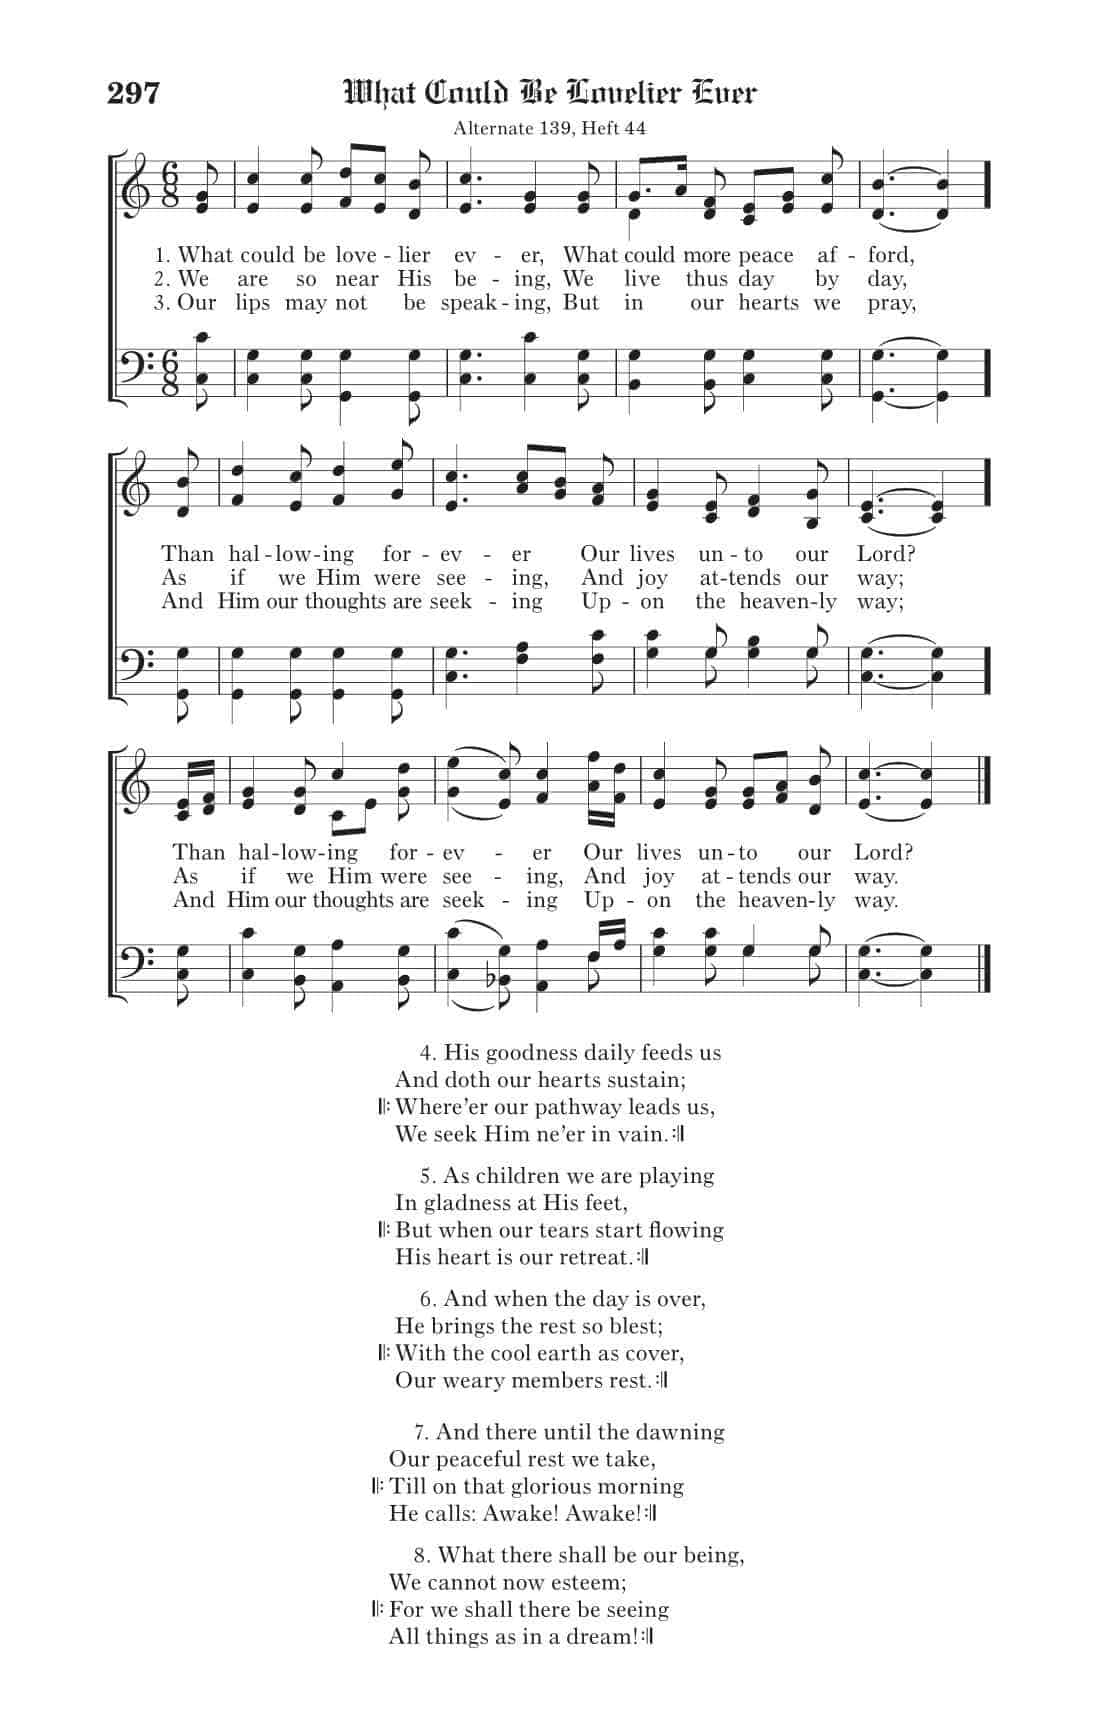 297 What Could Be Lovelier Ever
Alternate 139, Heft 44
1. What could be love - lier ev - er, What could more peace af - ford,
2. We are so near His be - ing, We live thus day by day,
3. Our lips may not be speak - ing, But in our hearts we pray,
Than hal - low - ing for - ev - er Our lives un - to our Lord?
As if we Him were see - ing, And joy at - tends our way;
And Him our thoughts are seek - ing Up - on the heaven - ly way;
Than hal - low - ing for - ev - er Our lives un - to our Lord?
As if we Him were see - ing, And joy at - tends our way.
And Him our thoughts are seek - ing Up - on the heaven - ly way.
4. His goodness daily feeds us
And doth our hearts sustain;
𝄆 Where’er our pathway leads us,
We seek Him ne’er in vain. 𝄇
5. As children we are playing
In gladness at His feet,
𝄆 But when our tears start flowing
His heart is our retreat. 𝄇
6. And when the day is over,
He brings the rest so blest;
𝄆 With the cool earth as cover,
Our weary members rest. 𝄇
7. And there until the dawning
Our peaceful rest we take,
𝄆 Till on that glorious morning
He calls: Awake! Awake! 𝄇
8. What there shall be our being,
We cannot now esteem;
𝄆 For we shall there be seeing
All things as in a dream! 𝄇